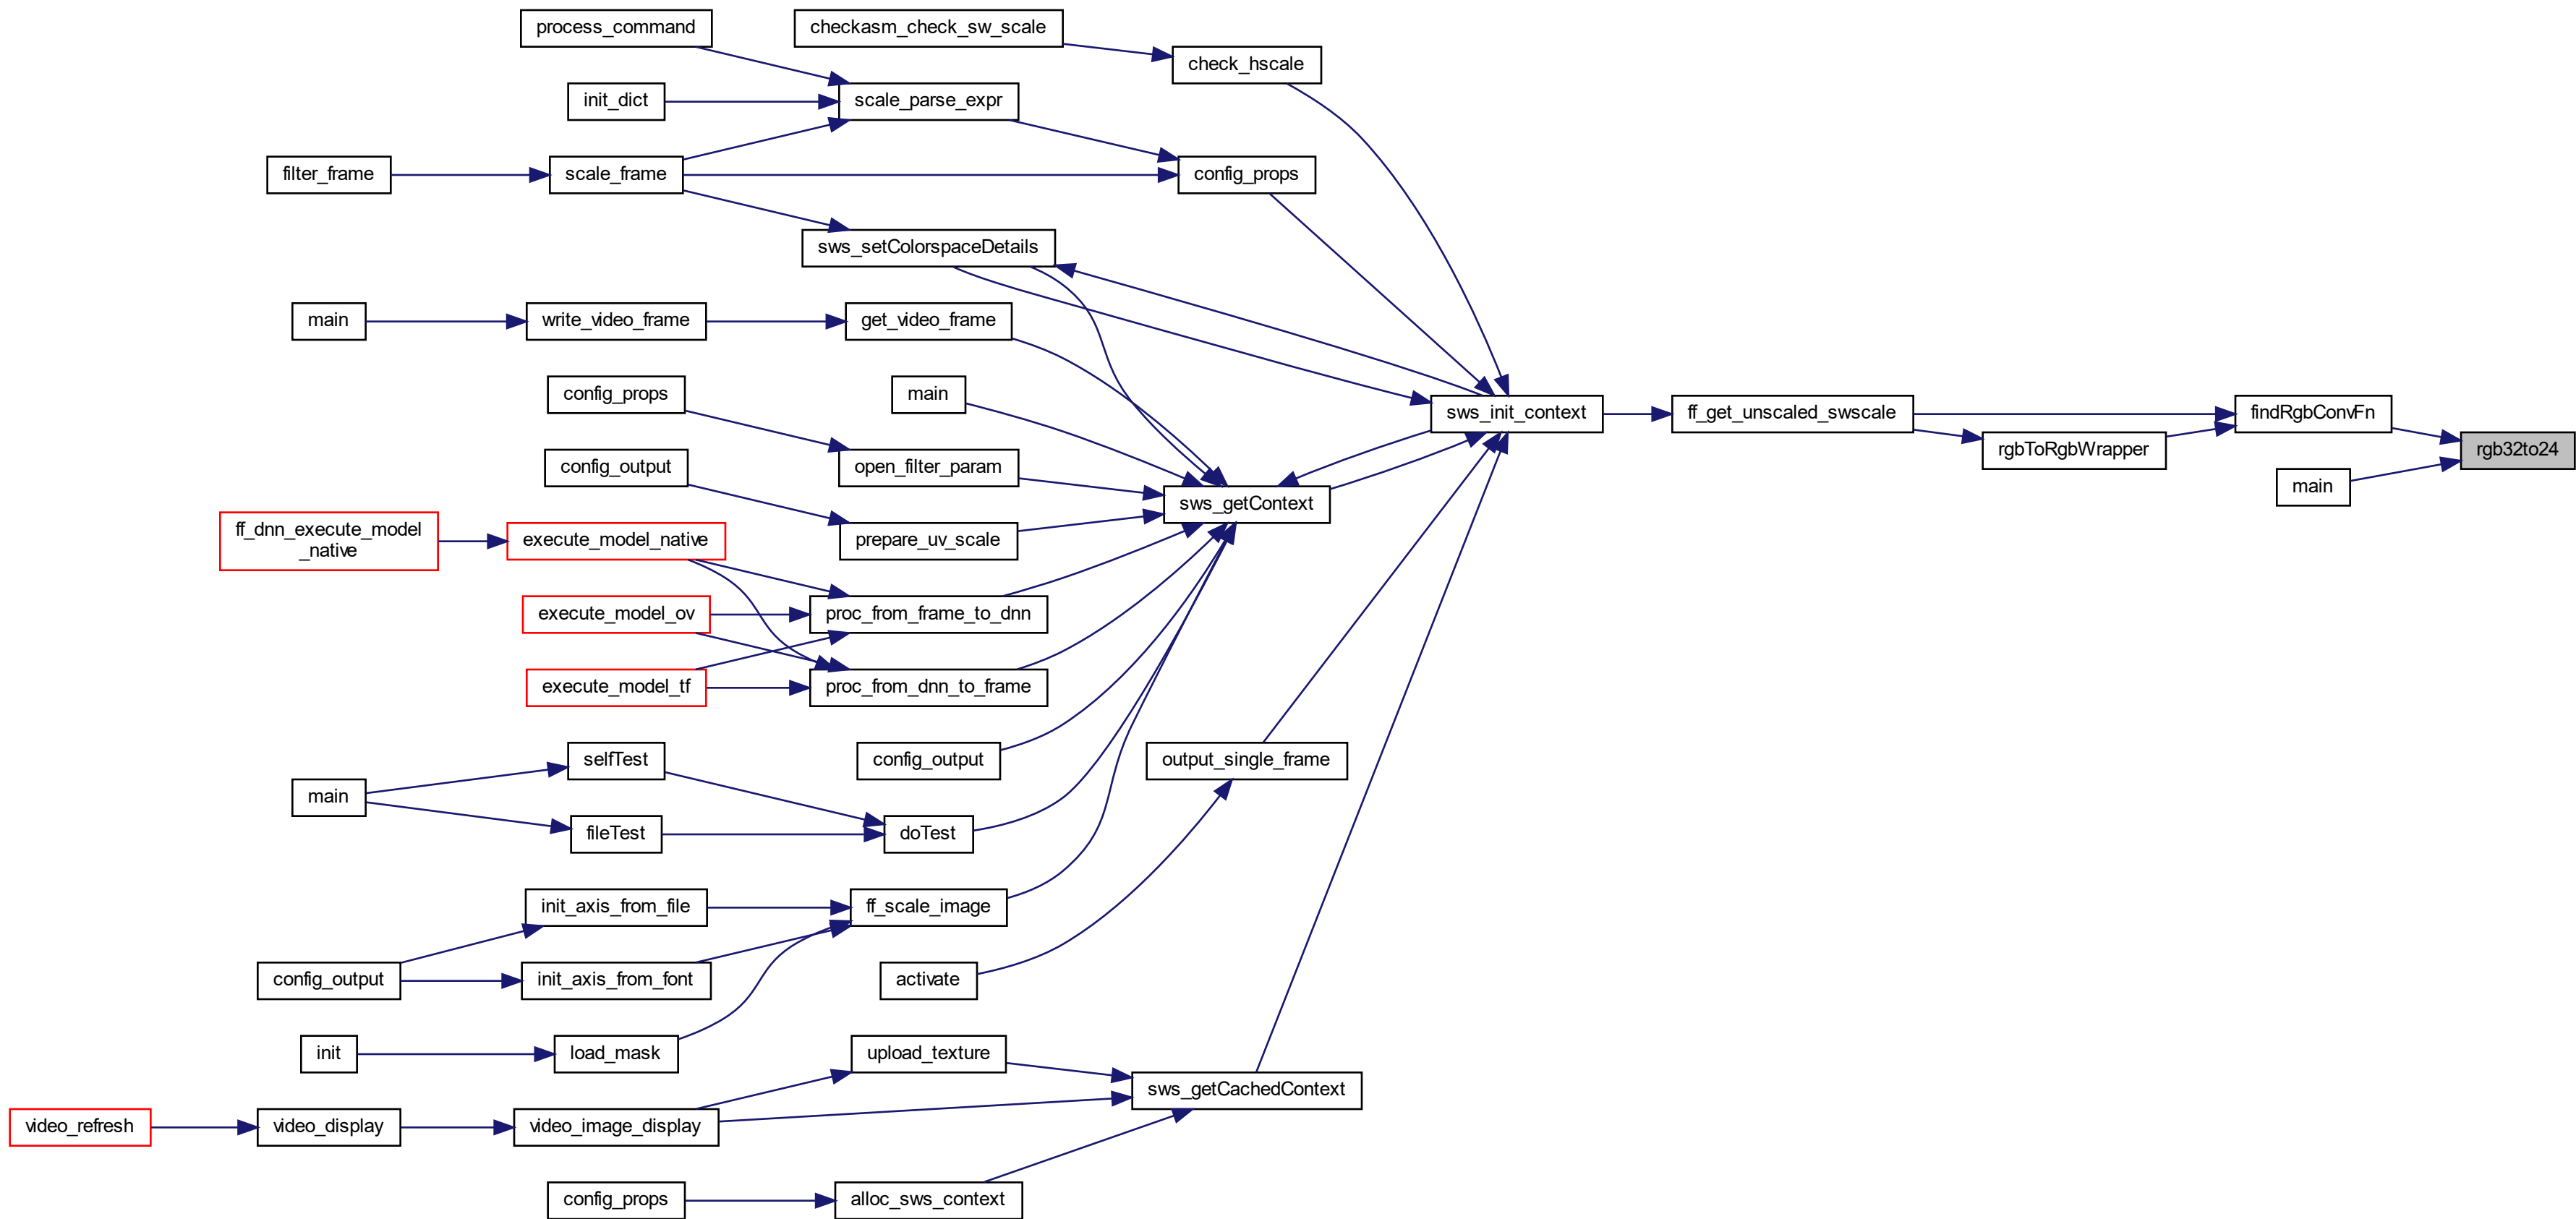 process_command
checkasm_check_sw_scale
check_hscale
init_dict
scale_parse_expr
filter_frame
scale_frame
config_props
sws_setColorspaceDetails
main
write_video_frame
get_video_frame
config_props
main
sws_init_context
ff_get_unscaled_swscale
findRgbConvFn
rgbToRgbWrapper
rgb32to24
main
config_output
open_filter_param
sws_getContext
ff_dnn_execute_model
_native
execute_model_native
prepare_uv_scale
execute_model_ov
proc_from_frame_to_dnn
execute_model_tf
proc_from_dnn_to_frame
selfTest
config_output
output_single_frame
main
fileTest
doTest
init_axis_from_file
ff_scale_image
config_output
init_axis_from_font
activate
init
load_mask
upload_texture
sws_getCachedContext
video_refresh
video_display
video_image_display
config_props
alloc_sws_context